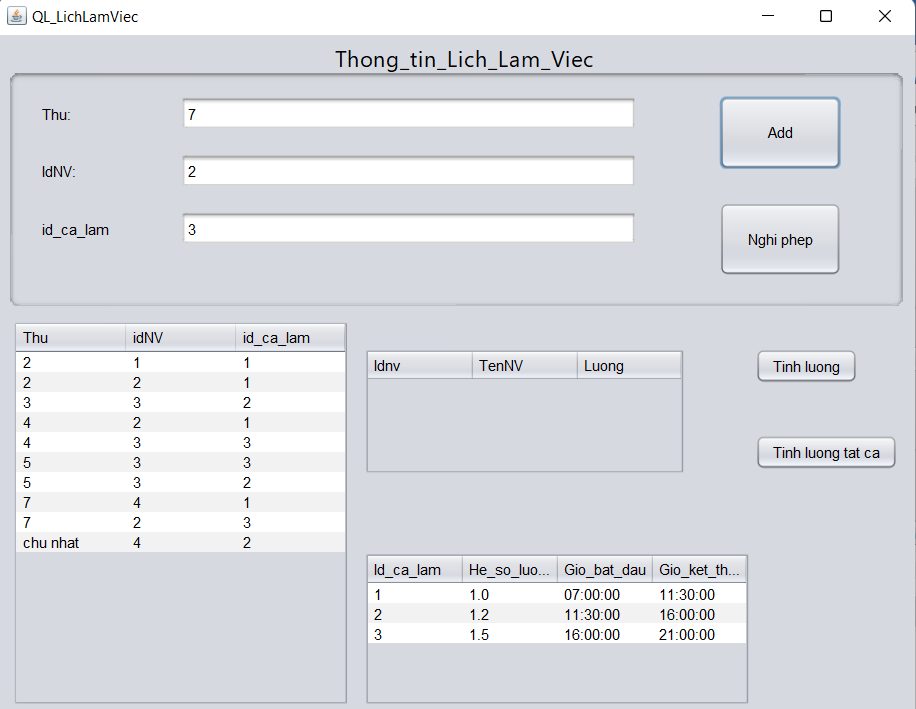 QL_LichLamViec
Thong_tin_Lich_Lam_Viec
Thu: 7
Add
IdNV: 2
id_ca_lam 3
Nghi phep
Thu idNV id_ca_lam
2 1 1
2 2 1
3 3 2
4 2 1
4 3 3
5 3 3
5 3 2
7 4 1
7 2 3
chu nhat 4 2
Idnv TenNV Luong
Tinh luong
Tinh luong tat ca
Id_ca_lam He_so_luo... Gio_bat_dau Gio_ket_th...
1 1.0 07:00:00 11:30:00
2 1.2 11:30:00 16:00:00
3 1.5 16:00:00 21:00:00